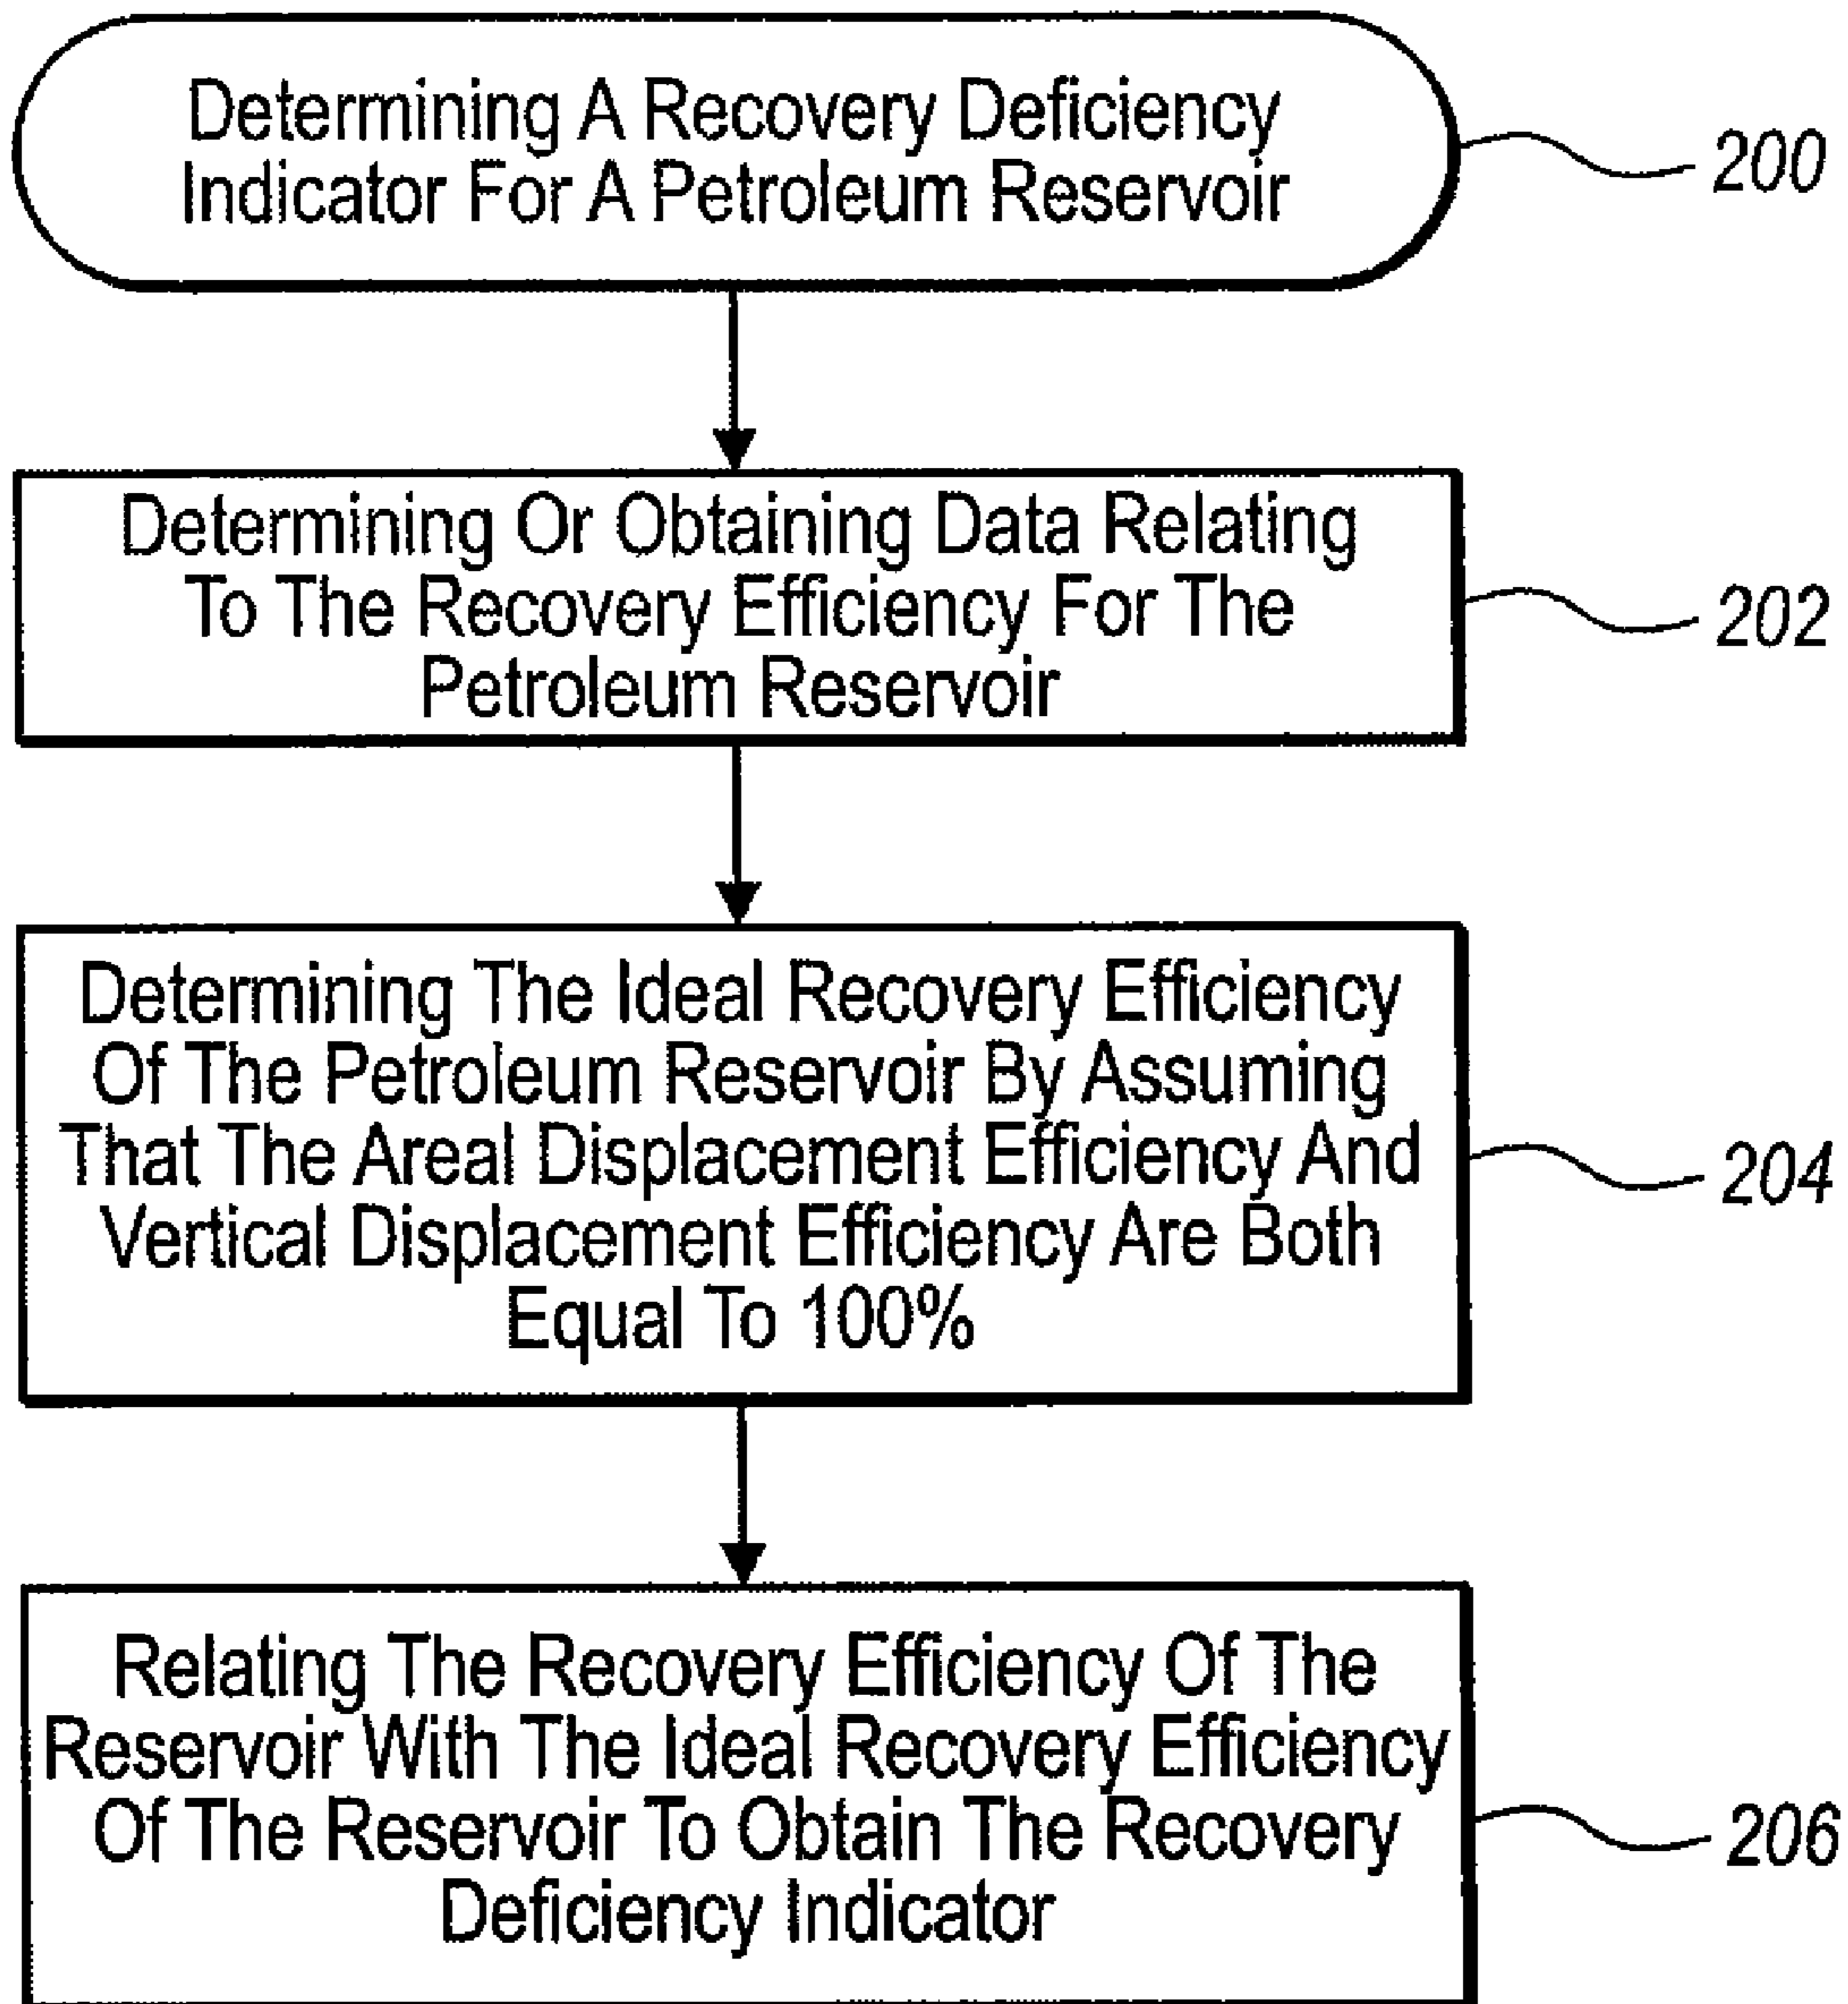 Determining A Recovery Deficiency
Indicator For A Petroleum Reservoir
200
Determining Or Obtaining Data Relating
To The Recovery Efficiency For The
Petroleum Reservoir
202
Determining The Ideal Recovery Efficiency
Of The Petroleum Reservoir By Assuming
That The Areal Displacement Efficiency And
Vertical Displacement Efficiency Are Both
Equal To 100%
204
Relating The Recovery Efficiency Of The
Reservoir With The Ideal Recovery Efficiency
Of The Reservoir To Obtain The Recovery
Deficiency Indicator
206